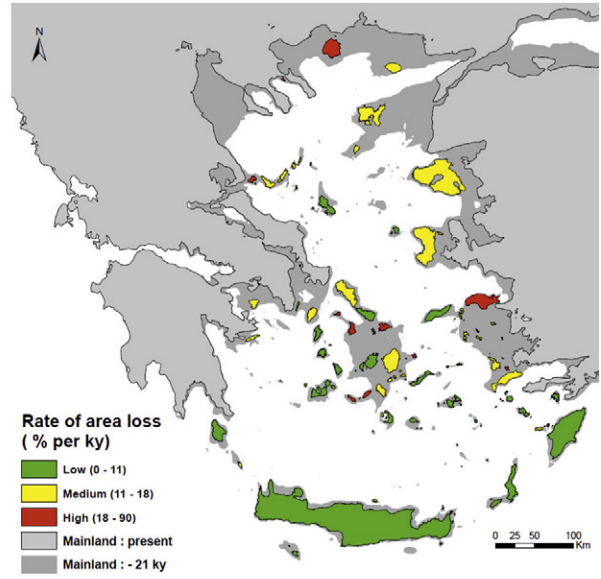 N
Rate of area loss
( % per ky)
Low (0 - 11)
Medium (11 - 18)
High (18 - 90)
Mainland : present
Mainland : - 21 ky
0 25 50 100
Km